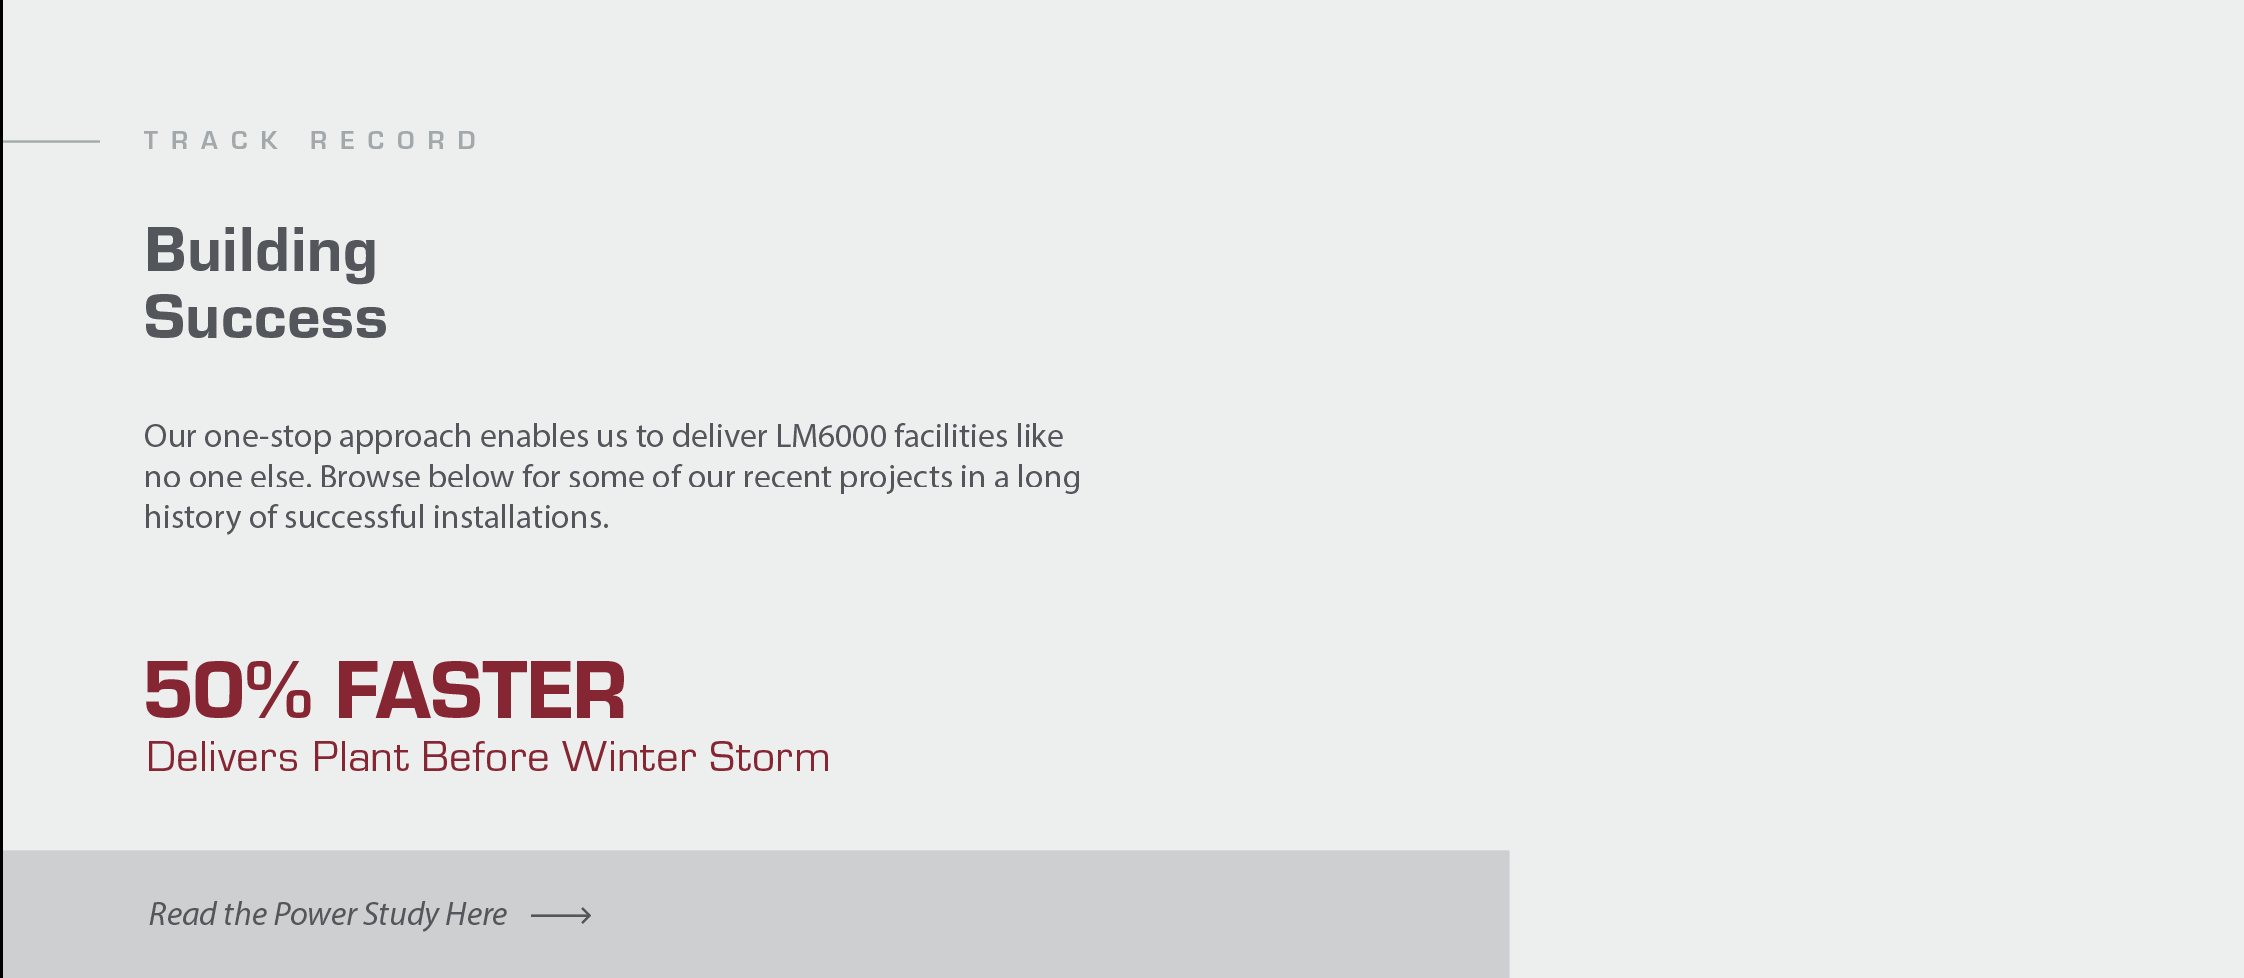 TRACK RECORD
Building
Success
Our one-stop approach enables us to deliver LM6000 facilities like
no one else. Browse below for some of our recent projects in a long
history of successful installations.
50% FASTER
Delivers Plant Before Winter Storm
Read the Power Study Here